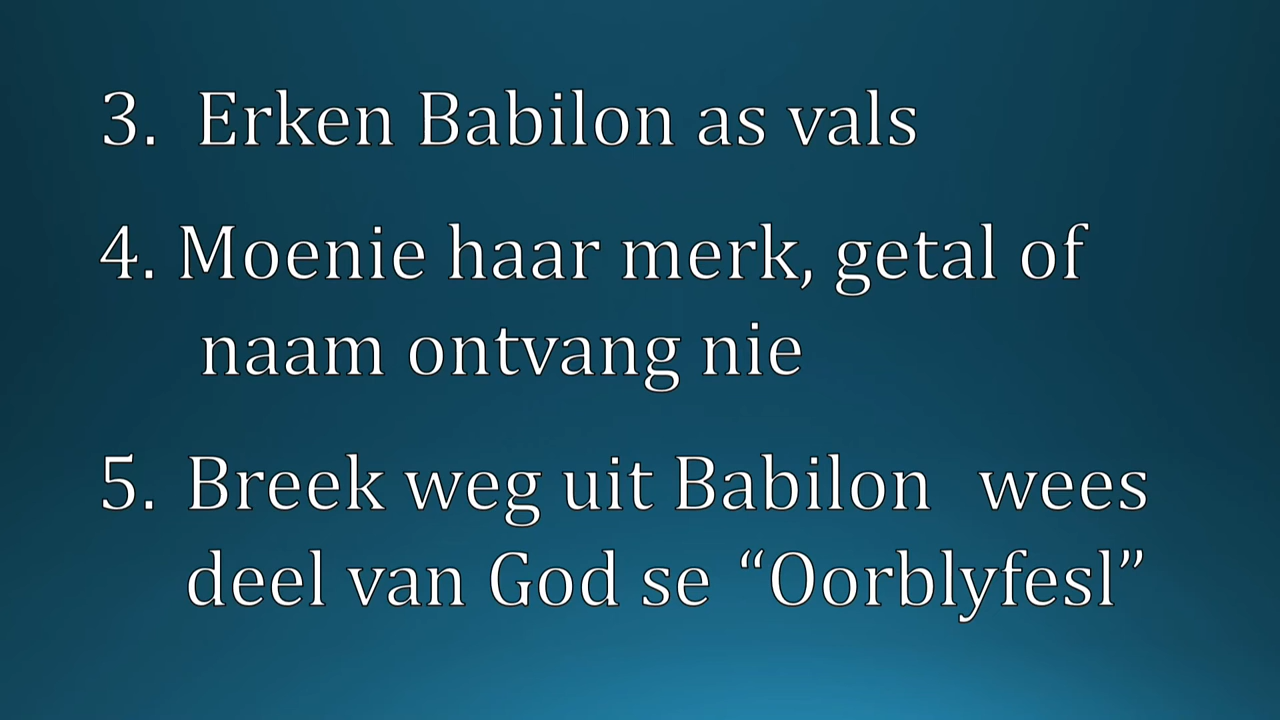 3. Erken Babilon as vals
4. Moenie haar merk, getal of
naam ontvang nie
5. Breek weg uit Babilon wees
deel van God se “Oorblyfesl”